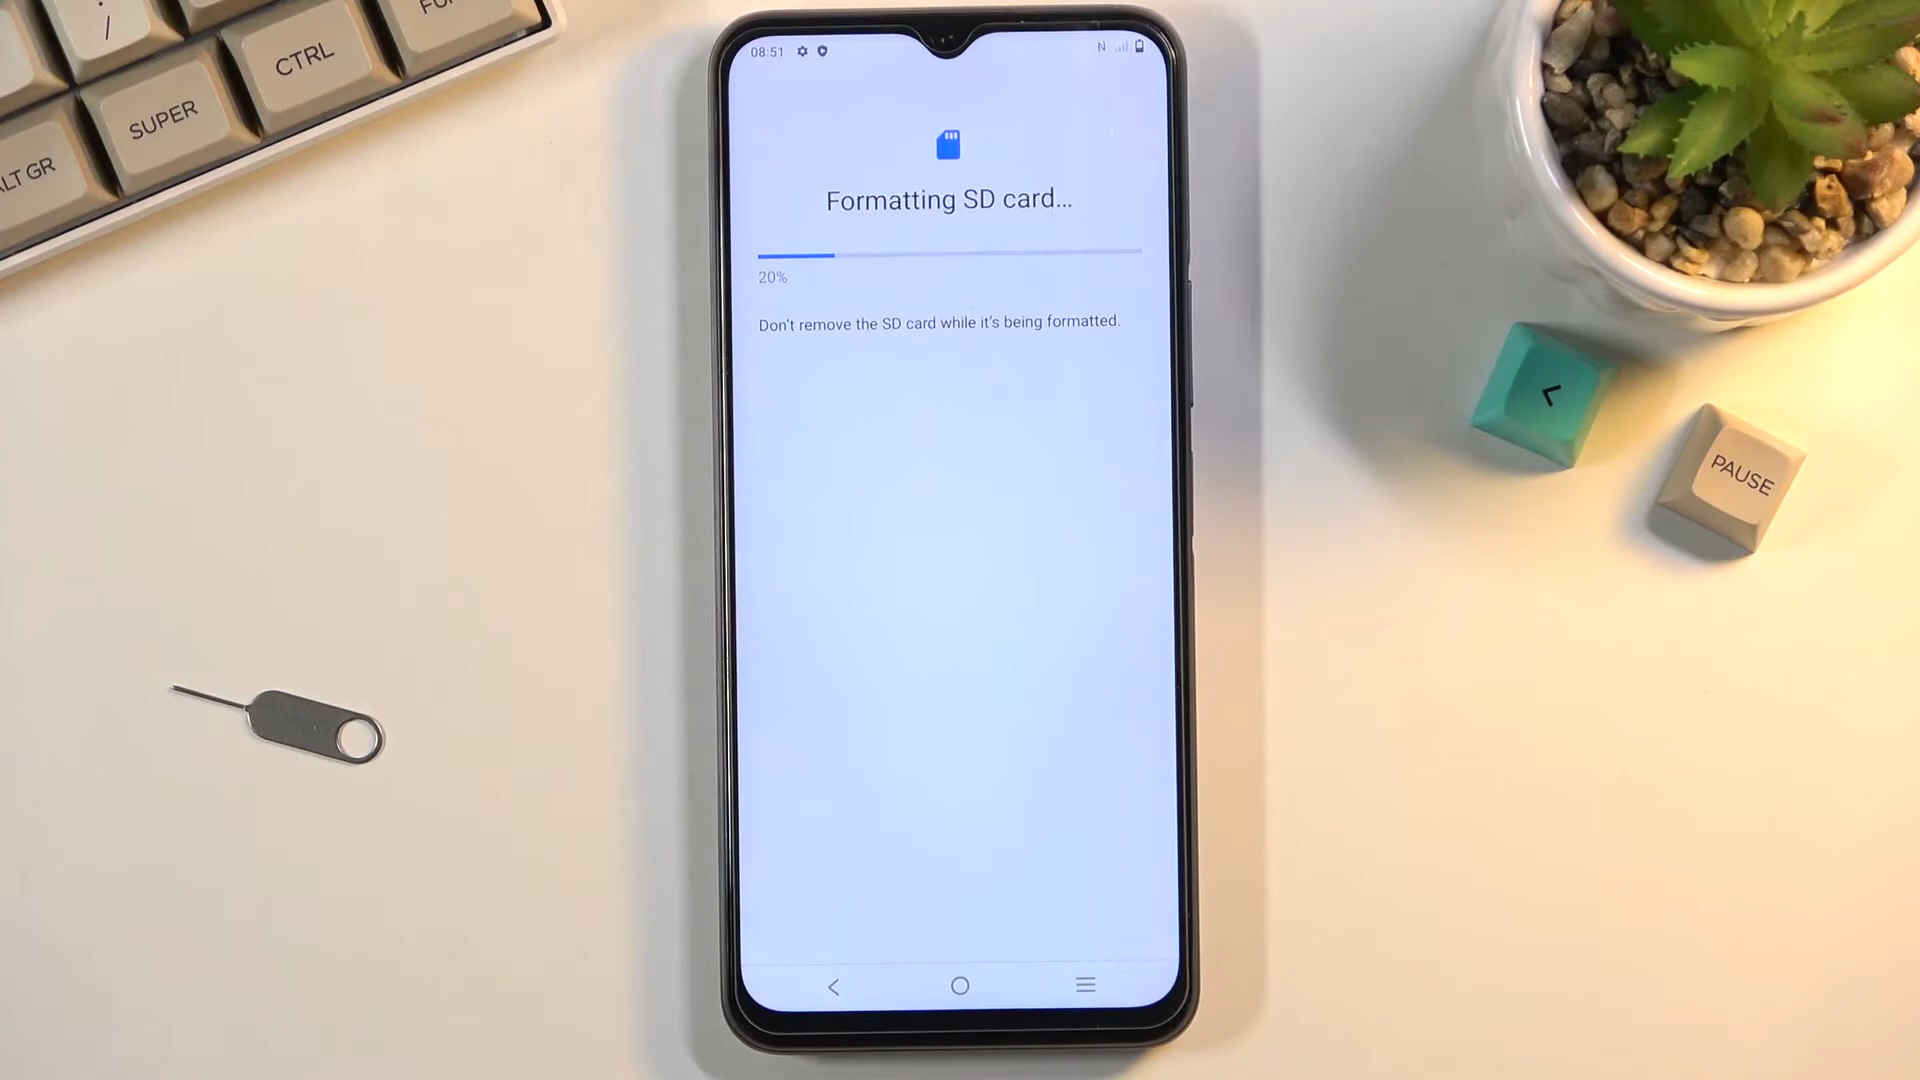 /
CTRL
SUPER
ALT GR
08:51
N
Formatting SD card...
20%
Don't remove the SD card while it's being formatted.
<
PAUSE